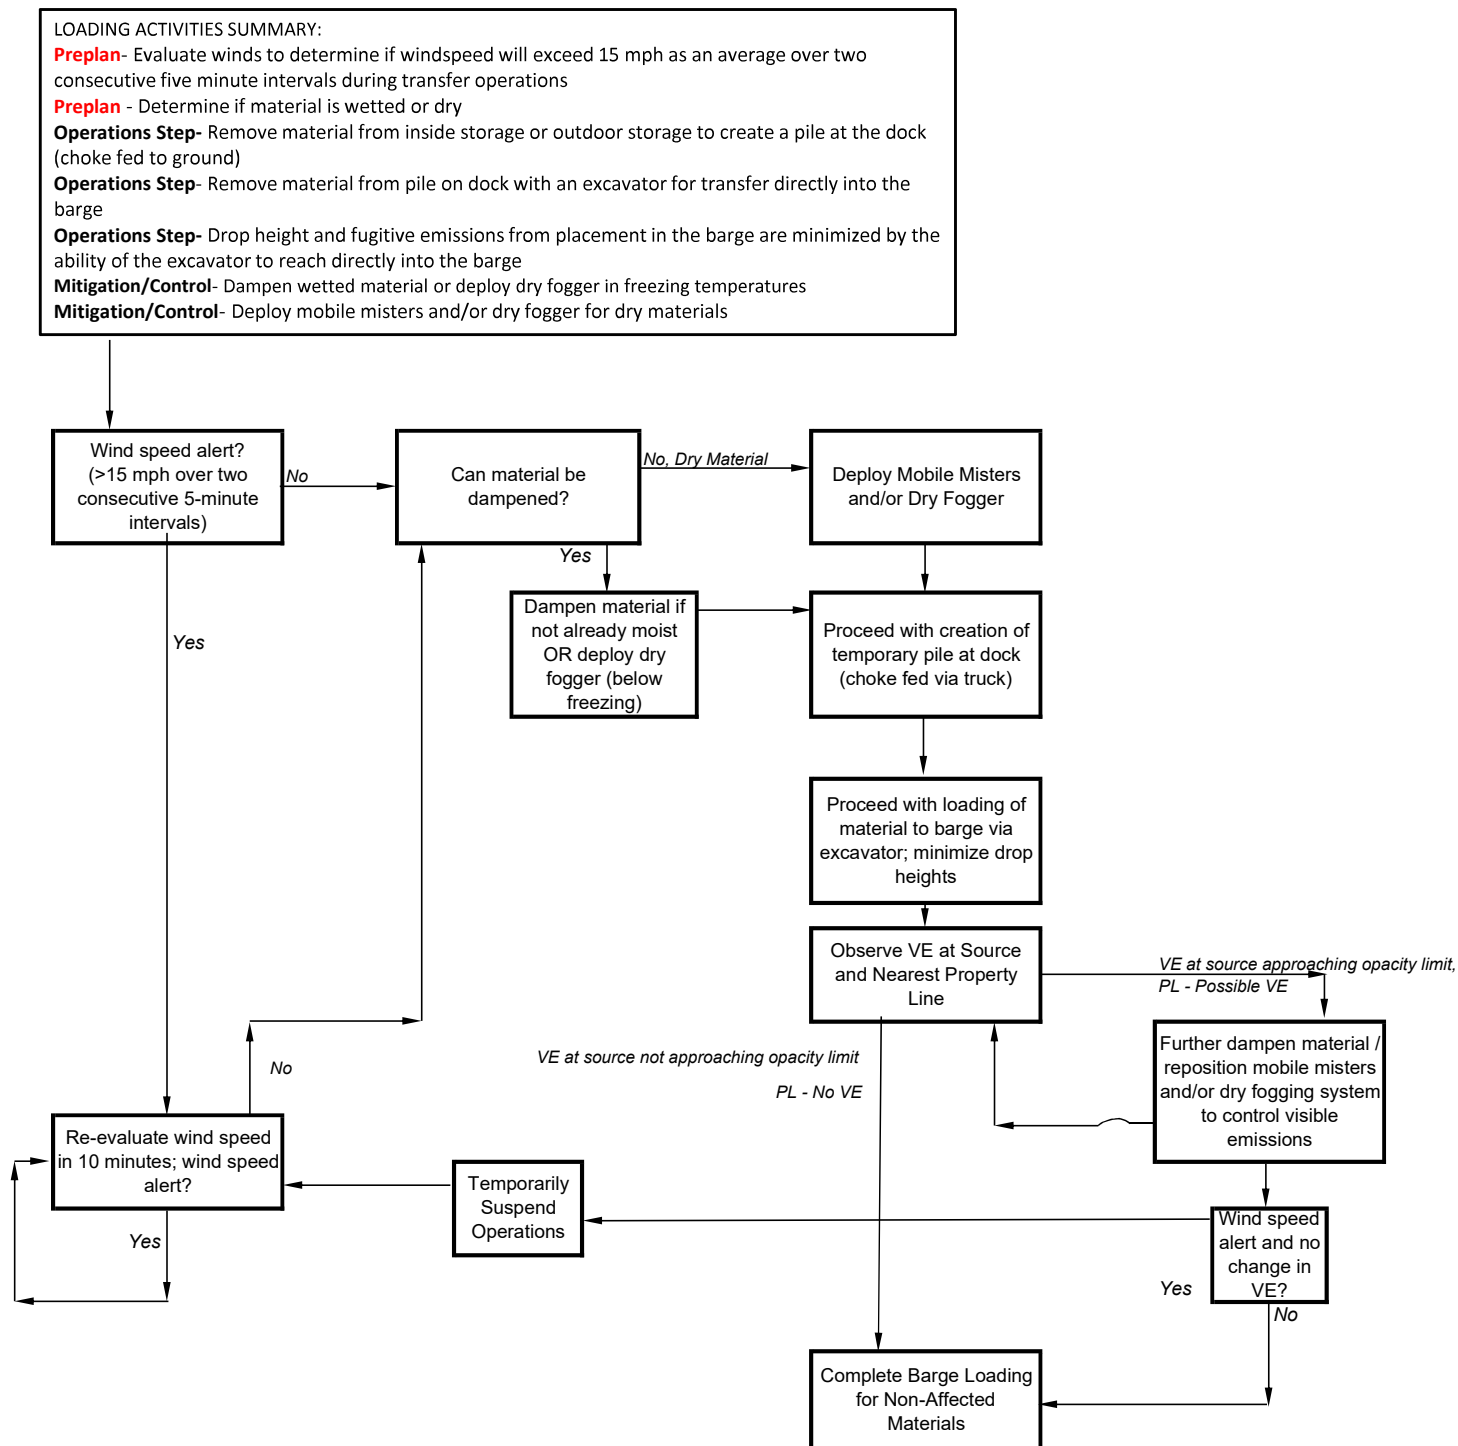 LOADING ACTIVITIES SUMMARY:
Preplan- Evaluate winds to determine if windspeed will exceed 15 mph as an average over two
consecutive five minute intervals during transfer operations
Preplan - Determine if material is wetted or dry
Operations Step- Remove material from inside storage or outdoor storage to create a pile at the dock
(choke fed to ground)
Operations Step- Remove material from pile on dock with an excavator for transfer directly into the
barge
Operations Step- Drop height and fugitive emissions from placement in the barge are minimized by the
ability of the excavator to reach directly into the barge
Mitigation/Control- Dampen wetted material or deploy dry fogger in freezing temperatures
Mitigation/Control- Deploy mobile misters and/or dry fogger for dry materials
Wind speed alert?
(>15 mph over two
consecutive 5-minute
intervals)
No
Can material be
dampened?
No, Dry Material
Deploy Mobile Misters
and/or Dry Fogger
Yes
Yes
Dampen material if
not already moist
OR deploy dry
fogger (below
freezing)
Proceed with creation of
temporary pile at dock
(choke fed via truck)
Proceed with loading of
material to barge via
excavator; minimize drop
heights
Observe VE at Source
and Nearest Property
Line
VE at source approaching opacity limit,
PL - Possible VE
Further dampen material /
reposition mobile misters
and/or dry fogging system
to control visible
emissions
VE at source not approaching opacity limit
PL - No VE
No
Re-evaluate wind speed
in 10 minutes; wind speed
alert?
Yes
Temporarily
Suspend
Operations
Wind speed
alert and no
change in
VE?
Yes
No
Complete Barge Loading
for Non-Affected
Materials